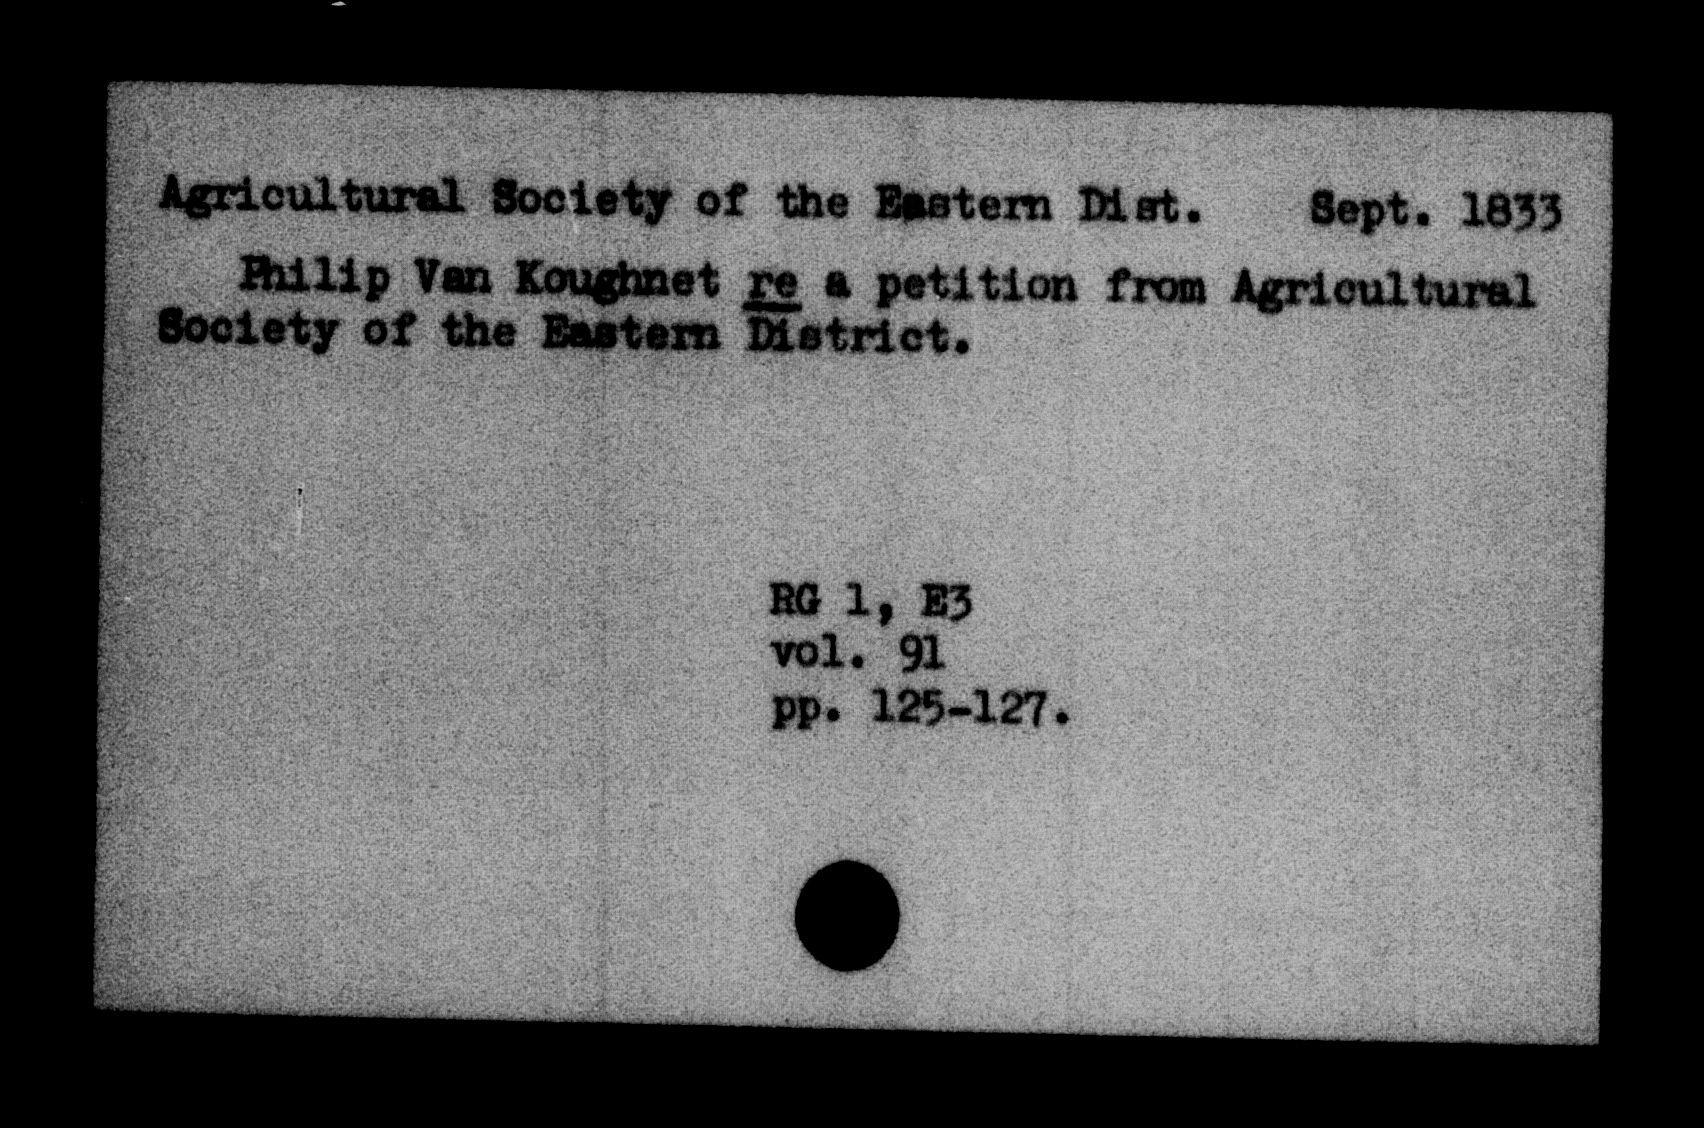 Agricultural Society of the Eastern Dist. Sept. 1833
Philip Van Koughnet re a petition from Agricultural
Society of the Eastern District.
RG 1, E3
vol. 91
pp. 125-127.